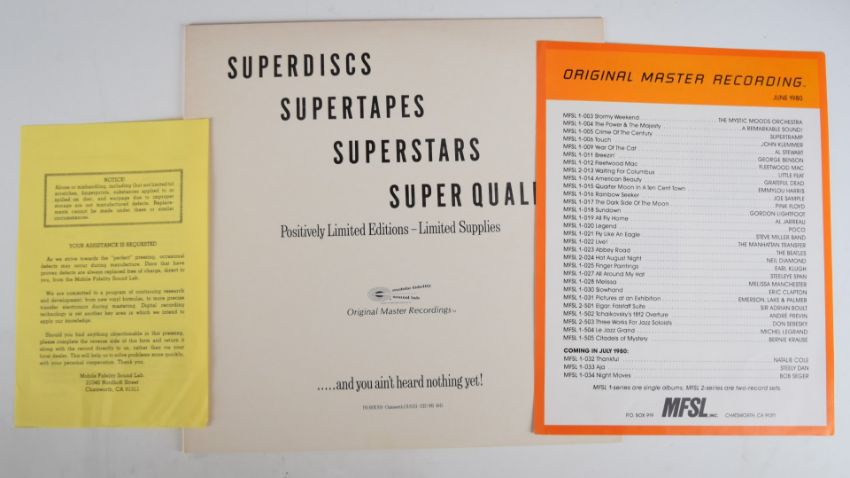 NOTICE!
Abuse or mishandling, including (but not limited to)
scratches, fingerprints, substances applied to or
spilled on disc, and warpage due to improper
storage are not manufactured defects. Replace-
ments cannot be made under these or similar
circumstances.
YOUR ASSISTANCE IS REQUESTED
As we strive towards the "perfect" pressing, occasional
defects may occur during manufacture. Discs that
have proven defects are always replaced free of charge, direct to
you, from the Mobile Fidelity Sound Lab.
We are committed to a program of continuing research
and development; from new vinyl formulas, to more precise
transfer electronics during mastering. Digital recording
technology is yet another key area in which we intend to
apply our knowledge.
Should you find anything objectionable in this pressing,
please complete the reverse side of this form and return it
along with the record directly to us, rather than via your
local dealer. This will help us to solve problems more quickly,
with your personal cooperation. Thank you.
Mobile Fidelity Sound Lab
21040 Nordhoff Street
Chatsworth, CA 91311
SUPERDISCS
SUPERTAPES
SUPERSTARS
SUPER QUALI
Positively Limited Editions – Limited Supplies
mobile fidelity
sound lab
Original Master Recordings™
.....and you ain't heard nothing yet!
ORIGINAL MASTER RECORDING™
JUNE 1980
MFSL 1-003 Stormy Weekend THE MYSTIC MOODS ORCHESTRA
MFSL 1-004 The Power & The Majesty A REMARKABLE SOUND!
MFSL 1-005 Crime Of The Century SUPERTRAMP
MFSL 1-006 Touch JOHN KLEMMER
MFSL 1-009 Year Of The Cat AL STEWART
MFSL 1-011 Breezin' GEORGE BENSON
MFSL 1-012 Fleetwood Mac FLEETWOOD MAC
MFSL 2-013 Waiting For Columbus LITTLE FEAT
MFSL 1-014 American Beauty GRATEFUL DEAD
MFSL 1-015 Quarter Moon In A Ten Cent Town EMMYLOU HARRIS
MFSL 1-016 Rainbow Seeker JOE SAMPLE
MFSL 1-017 The Dark Side Of The Moon PINK FLOYD
MFSL 1-018 Sundown GORDON LIGHTFOOT
MFSL 1-019 All Fly Home AL JARREAU
MFSL 1-020 Legend POCO
MFSL 1-021 Fly Like An Eagle STEVE MILLER BAND
MFSL 1-022 Live! THE MANHATTAN TRANSFER
MFSL 1-023 Abbey Road THE BEATLES
MFSL 2-024 Hot August Night NEIL DIAMOND
MFSL 1-025 Finger Paintings EARL KLUGH
MFSL 1-027 All Around My Hat STEELEYE SPAN
MFSL 1-028 Melissa MELISSA MANCHESTER
MFSL 1-030 Slowhand ERIC CLAPTON
MFSL 1-031 Pictures at an Exhibition EMERSON, LAKE & PALMER
MFSL 2-501 Elgar: Falstaff Suite SIR ADRIAN BOULT
MFSL 1-502 Tchaikovsky's 1812 Overture ANDRÉ PREVIN
MFSL 2-503 Three Works For Jazz Soloists DON SEBESKY
MFSL 1-504 Le Jazz Grand MICHEL LEGRAND
MFSL 1-505 Citadels of Mystery BERNIE KRAUSE
COMING IN JULY 1980:
MFSL 1-032 Thankful NATALIE COLE
MFSL 1-033 Aja STEELY DAN
MFSL 1-034 Night Moves BOB SEGER
MFSL 1-series are single albums; MFSL 2-series are two-record sets.
P.O. BOX 919 MFSL INC. CHATSWORTH, CA 91311